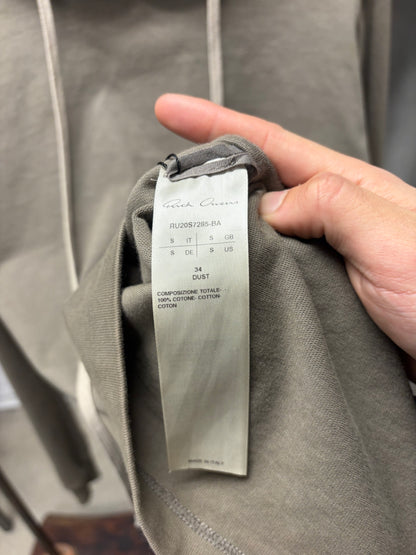 Rick Owens
RU20S7285-BA
S IT S GB
S DE S US
34
DUST
COMPOSIZIONE TOTALE-
100% COTONE- COTTON-
COTON